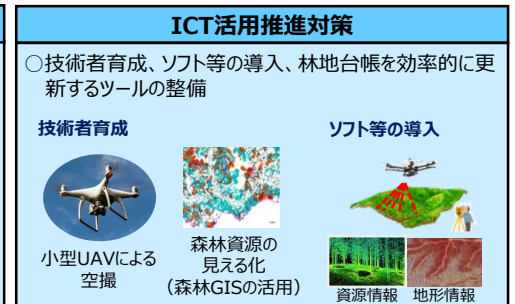 ICT活用推進対策
○技術者育成、ソフト等の導入、林地台帳を効率的に更
新するツールの整備
技術者育成
ソフト等の導入
小型UAVによる
空撮
森林資源の
見える化
（森林GISの活用）
資源情報
地形情報